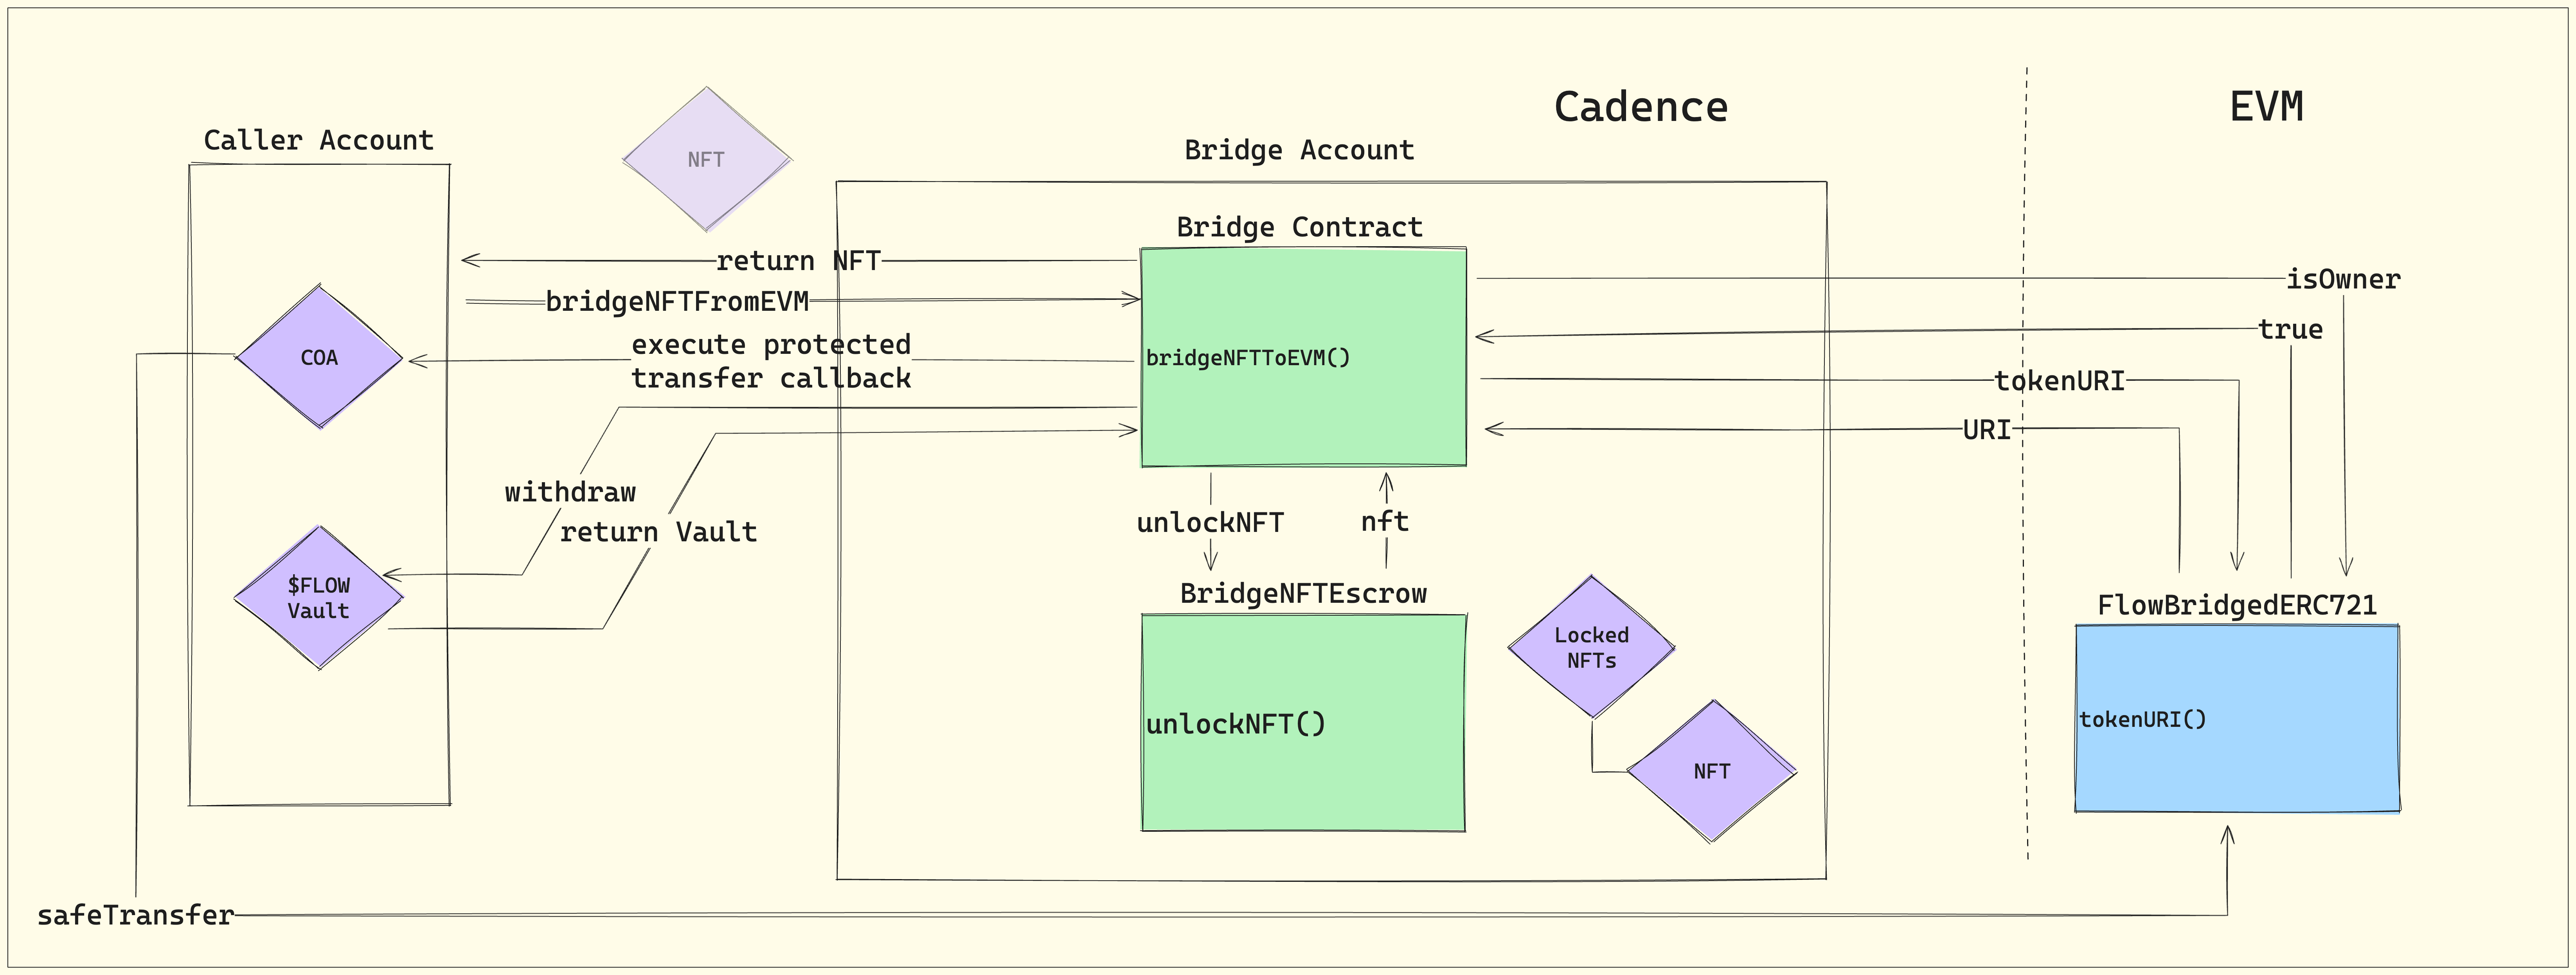 Cadence
EVM
Caller Account
NFT
Bridge Account
Bridge Contract
return NFT
isOwner
bridgeNFTFromEVM
true
execute protected
transfer callback
COA
bridgeNFTToEVM()
tokenURI
URI
withdraw
return Vault
unlockNFT
nft
$FLOW
Vault
BridgeNFTEscrow
FlowBridgedERC721
Locked
NFTs
unlockNFT()
tokenURI()
NFT
safeTransfer